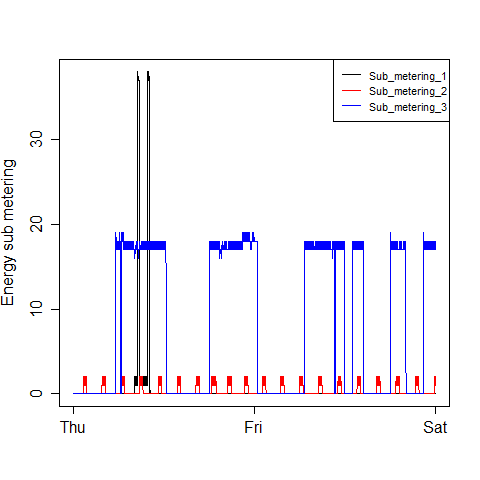 Sub_metering_1
Sub_metering_2
Sub_metering_3
Energy sub metering
30
20
10
0
Thu Fri Sat